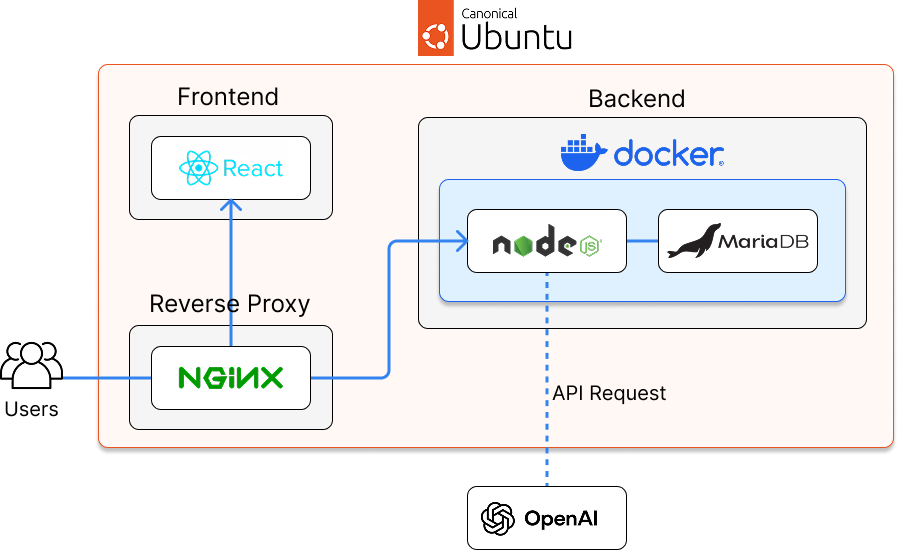 Canonical
Ubuntu
Frontend
React
Backend
docker
node
JS
MariaDB
Reverse Proxy
NGINX
Users
API Request
OpenAI